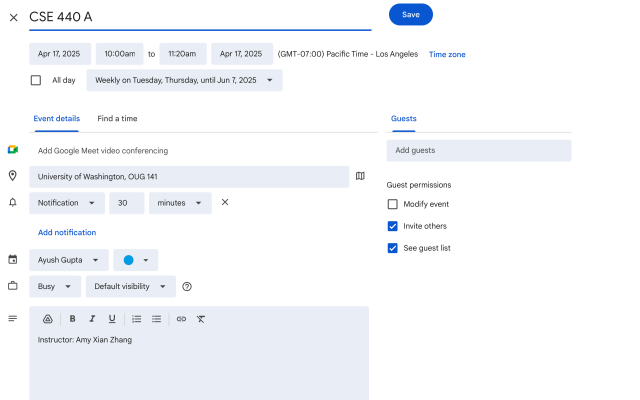 CSE 440 A
Save
Apr 17, 2025 10:00am to 11:20am Apr 17, 2025 (GMT-07:00) Pacific Time - Los Angeles Time zone
All day Weekly on Tuesday, Thursday, until Jun 7, 2025
Event details Find a time
Guests
Add Google Meet video conferencing
Add guests
University of Washington, OUG 141
Guest permissions
Notification 30 minutes
Modify event
Invite others
Add notification
See guest list
Ayush Gupta
Busy Default visibility
B I U
Instructor: Amy Xian Zhang